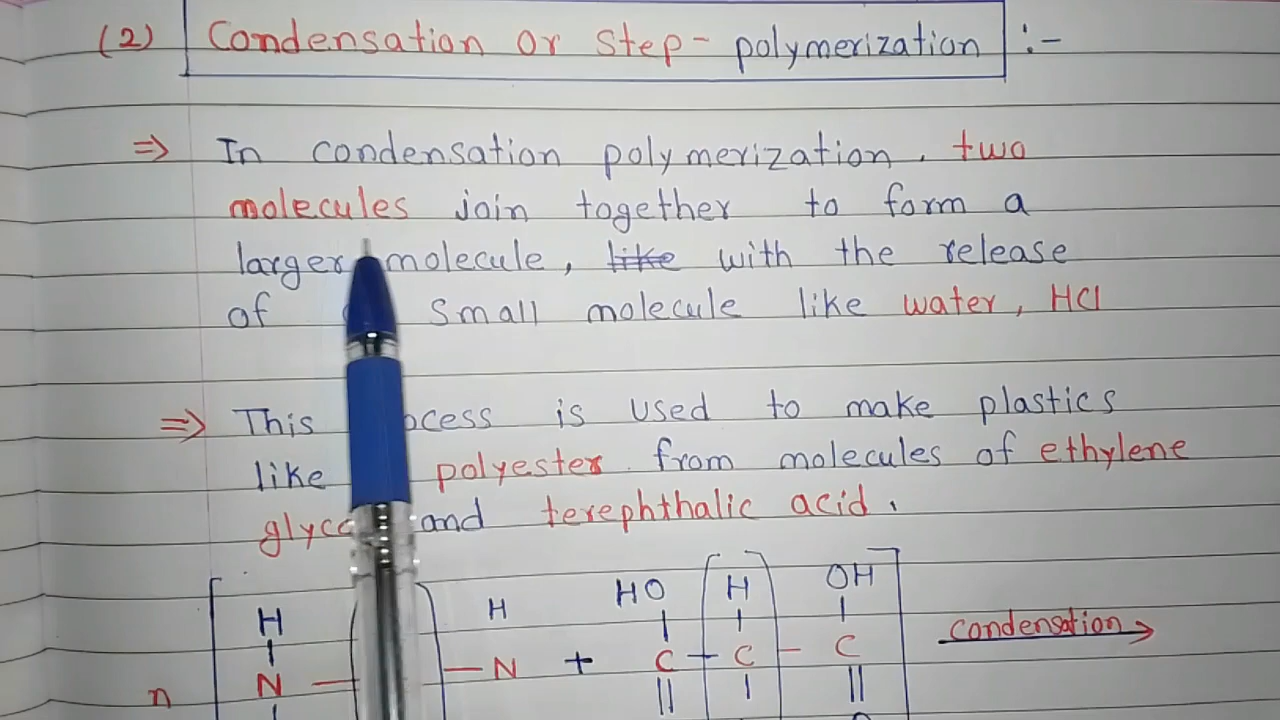 (2) Condensation or Step- polymerization :-
⇒ In condensation polymerization, two
molecules join together to form a
larger molecule, ~~like~~ with the release
of small molecule like water, HCl
⇒ This is used to make plastics
like polyester from molecules of ethylene
and terephthalic acid.
H H HO H OH
n N — — N + C — C — C condensation→